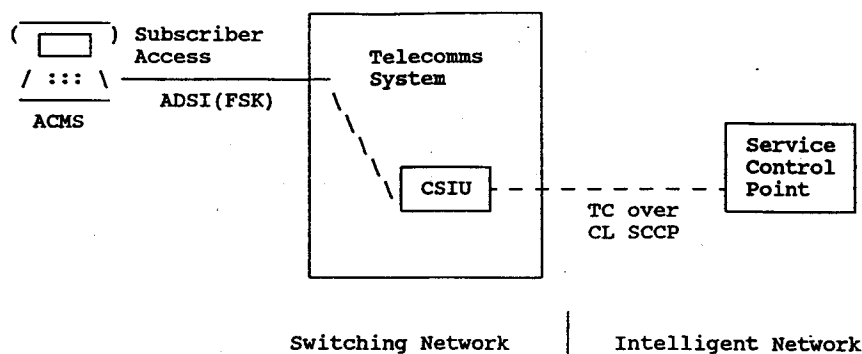 Subscriber
Access
ADSI(FSK)
ACMS
Telecomms
System
CSIU
TC over
CL SCCP
Service
Control
Point
Switching Network
Intelligent Network